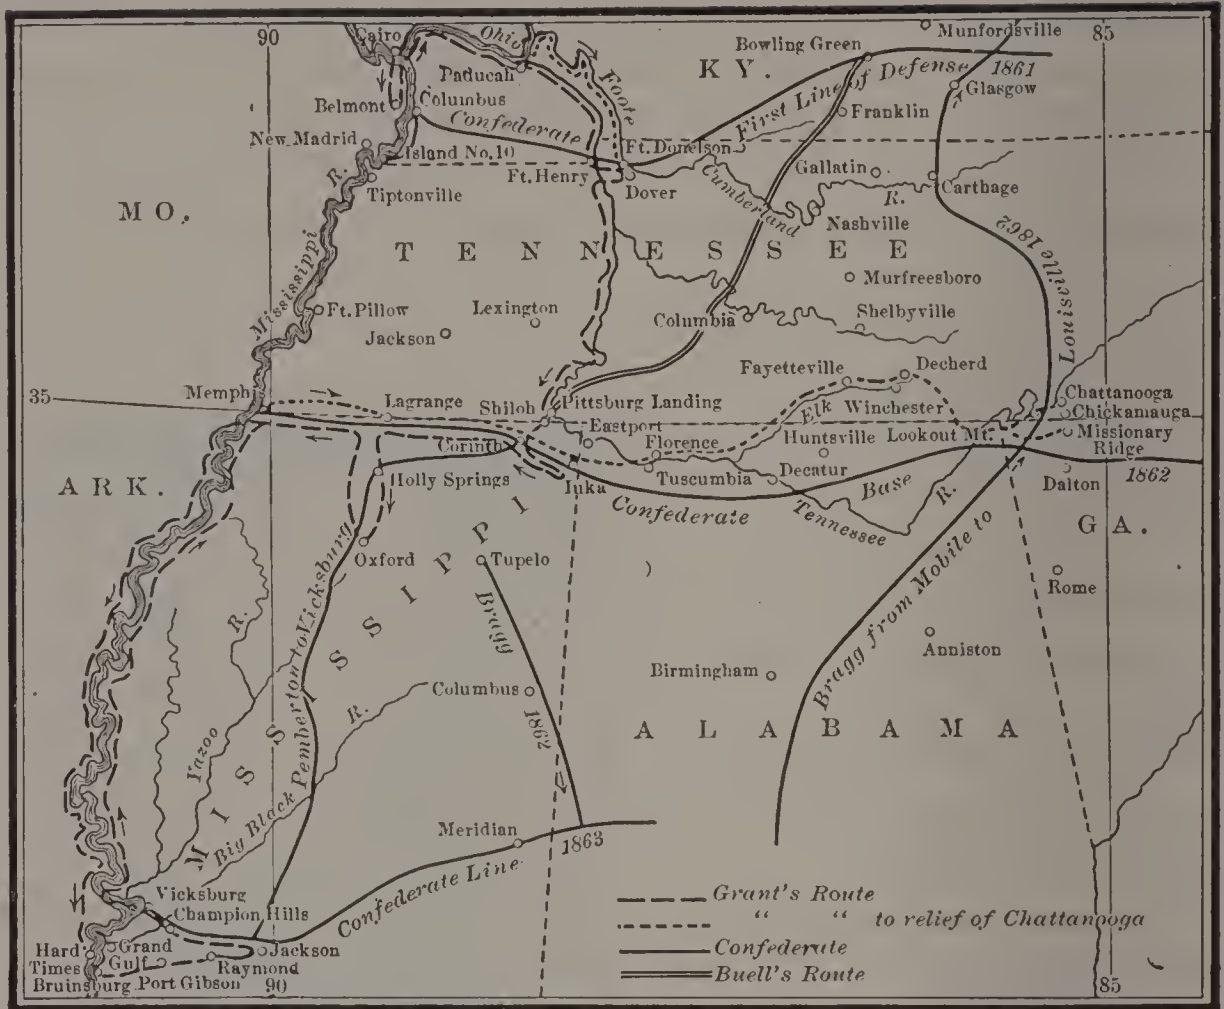 90
85
Cairo
Ohio
Bowling Green
Munfordsville
Paducah
Foote
KY.
1861
Glasgow
Belmont
Columbus
Confederate
First Line of Defense
Franklin
New Madrid
Island No. 10
Ft. Donelson
Ft. Henry
Dover
Gallatin
Carthage
R.
Tiptonville
Cumberland
R.
Nashville
MO.
Mississippi
TENNESSEE
Louisville 1862
Murfreesboro
Ft. Pillow
Lexington
Jackson
Columbia
Shelbyville
Fayetteville
Decherd
Memphis
35
Lagrange
Shiloh
Pittsburg Landing
Elk
Winchester
Chattanooga
Chickamauga
Eastport
Corinth
Florence
Huntsville
Lookout Mt.
Missionary
Ridge
ARK.
Holly Springs
Iuka
Tuscumbia
Decatur
Base
R.
Dalton
1862
Confederate
Tennessee
GA.
Oxford
Tupelo
Rome
R.
Bragg
1862
Bragg from Mobile to
Anniston
Birmingham
Columbus
R.
Pemberton to Vicksburg
MISSISSIPPI
ALABAMA
Yazoo
Big Black
Meridian
1863
Confederate Line
Vicksburg
Champion Hills
Hard
Times
Grand
Gulf
Jackson
Raymond
Bruinsburg
Port Gibson
90
85
Grant's Route
“ “ to relief of Chattanooga
Confederate
Buell's Route